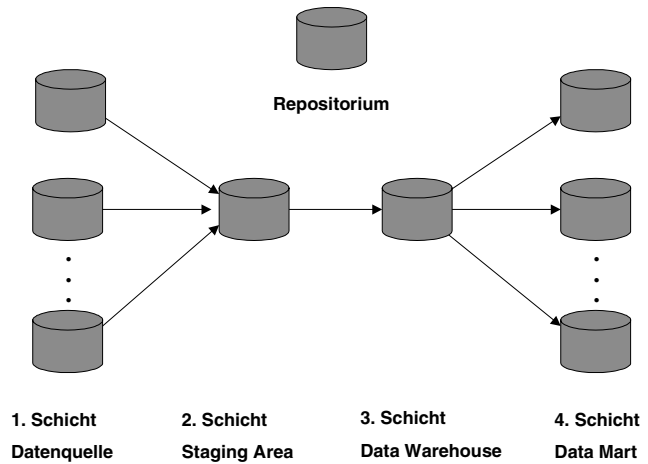 Repositorium
1. Schicht
Datenquelle
2. Schicht
Staging Area
3. Schicht
Data Warehouse
4. Schicht
Data Mart